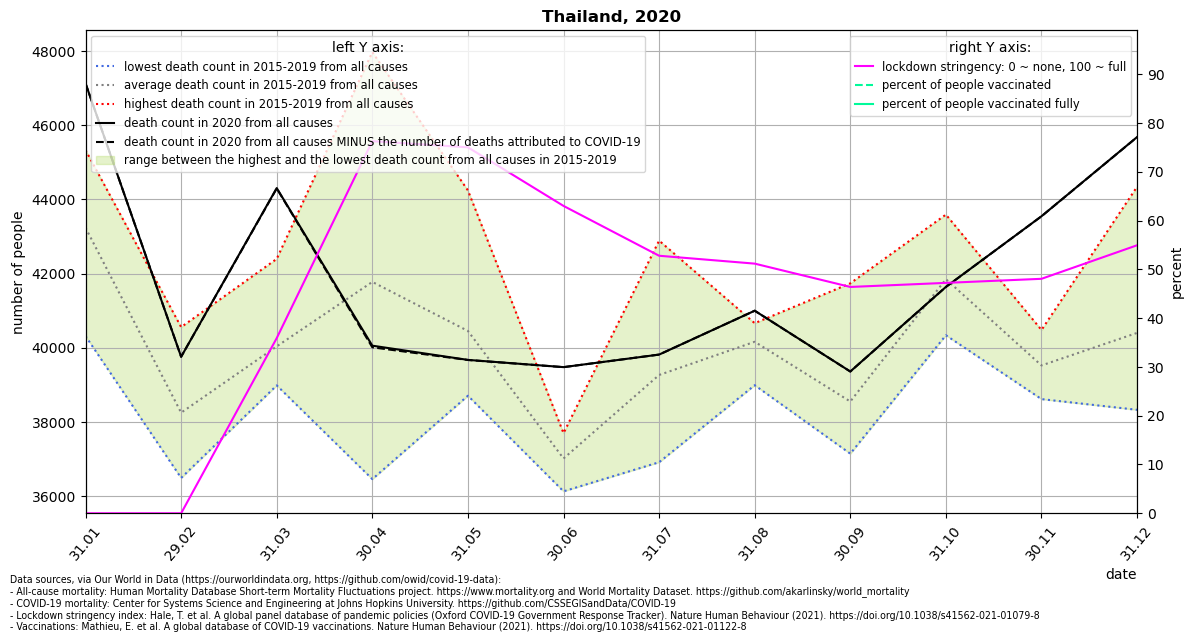 Thailand, 2020
left Y axis:
lowest death count in 2015-2019 from all causes
average death count in 2015-2019 from all causes
highest death count in 2015-2019 from all causes
death count in 2020 from all causes
death count in 2020 from all causes MINUS the number of deaths attributed to COVID-19
range between the highest and the lowest death count from all causes in 2015-2019
right Y axis:
lockdown stringency: 0 ~ none, 100 ~ full
percent of people vaccinated
percent of people vaccinated fully
number of people
48000
46000
44000
42000
40000
38000
36000
percent
90
80
70
60
50
40
30
20
10
0
31.01
29.02
31.03
30.04
31.05
30.06
31.07
31.08
30.09
31.10
30.11
31.12
date
Data sources, via Our World in Data (https://ourworldindata.org, https://github.com/owid/covid-19-data):
- All-cause mortality: Human Mortality Database Short-term Mortality Fluctuations project. https://www.mortality.org and World Mortality Dataset. https://github.com/akarlinsky/world_mortality
- COVID-19 mortality: Center for Systems Science and Engineering at Johns Hopkins University. https://github.com/CSSEGISandData/COVID-19
- Lockdown stringency index: Hale, T. et al. A global panel database of pandemic policies (Oxford COVID-19 Government Response Tracker). Nature Human Behaviour (2021). https://doi.org/10.1038/s41562-021-01079-8
- Vaccinations: Mathieu, E. et al. A global database of COVID-19 vaccinations. Nature Human Behaviour (2021). https://doi.org/10.1038/s41562-021-01122-8